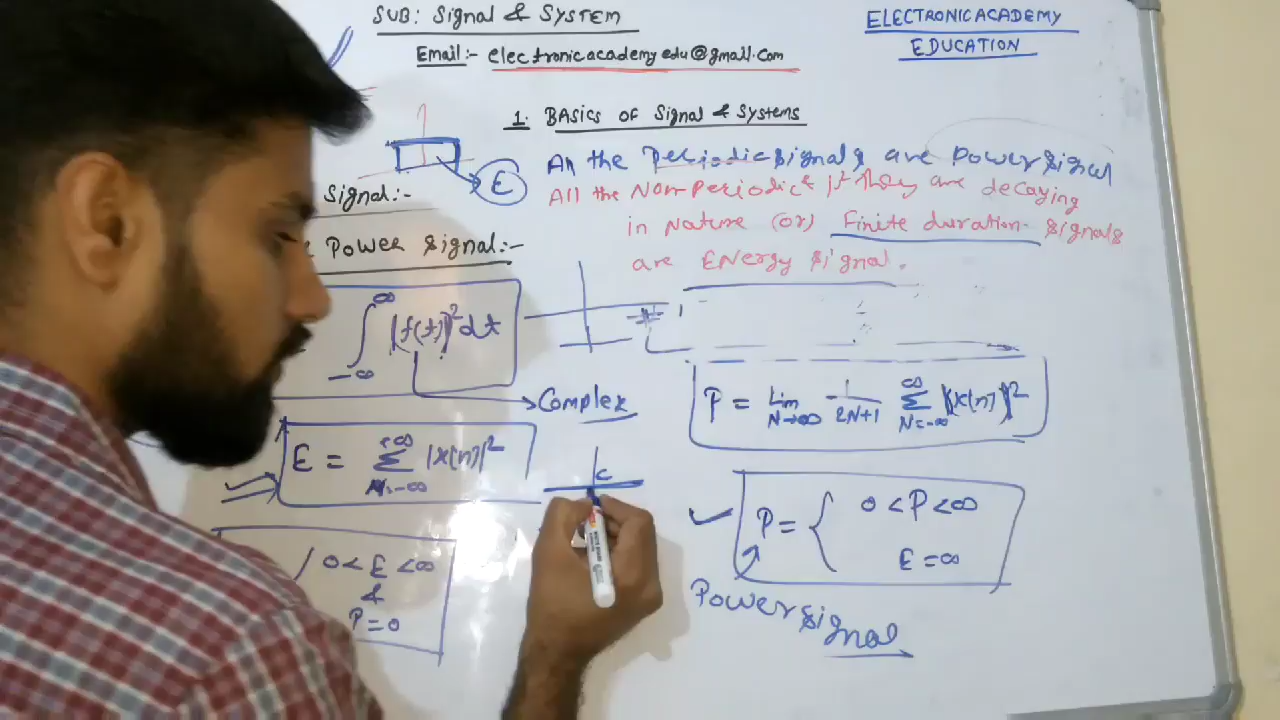 SUB: Signal & SYSTEM
ELECTRONICACADEMY
EDUCATION
Email:- electronicacademyedu@gmail.com
1. BASICS OF Signal & Systems
E
All the Periodic signals are Power signal
All the Non-Periodic if they are decaying
in Nature (or) Finite duration signals
are ENergy signal.
Signal:-
Power signal:-
∫ ∞ -∞ |f(t)|² dt
Complex
P = Lim N→∞ 1/2N+1 ∞ Σ N=-∞ |x(n)|²
E = +∞ Σ N=-∞ |x(n)|²
C
P = { 0 < P < ∞
E = ∞
0 < E < ∞
&
P = 0
Power signal